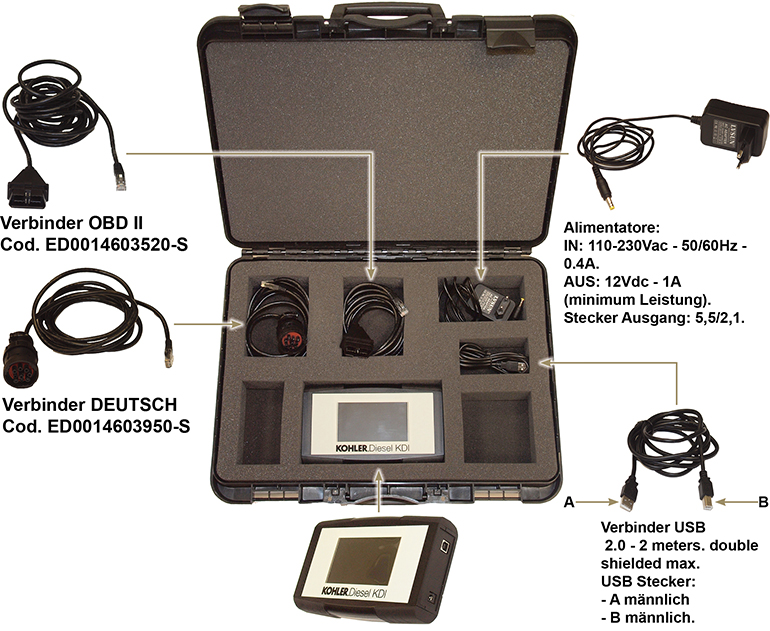 Verbinder OBD II
Cod. ED0014603520-S
Verbinder DEUTSCH
Cod. ED0014603950-S
Alimentatore:
IN: 110-230Vac - 50/60Hz -
0.4A.
AUS: 12Vdc - 1A
(minimum Leistung).
Stecker Ausgang: 5,5/2,1.
KOHLER.Diesel KDI
A
B
Verbinder USB
2.0 - 2 meters. double
shielded max.
USB Stecker:
- A männlich
- B männlich.
KOHLER.Diesel KDI